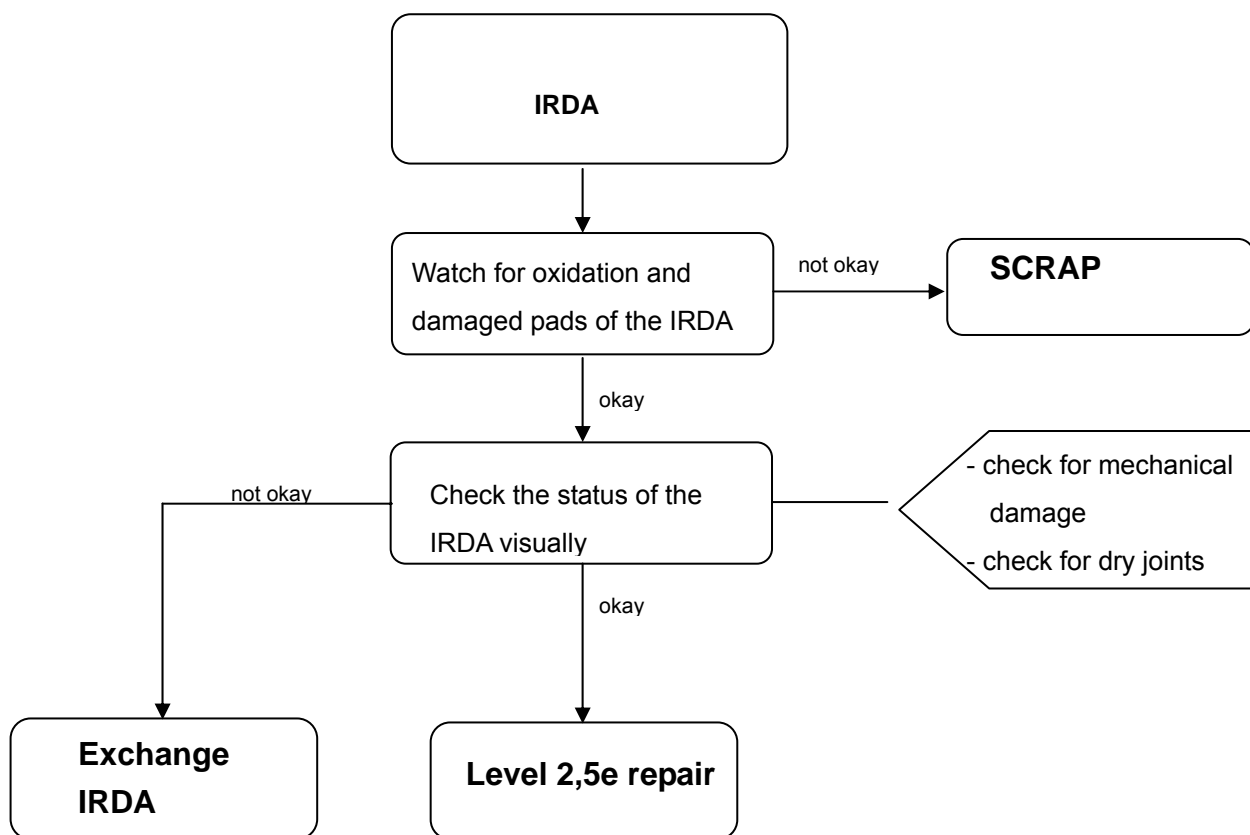 IRDA
Watch for oxidation and
damaged pads of the IRDA
not okay
SCRAP
okay
Check the status of the
IRDA visually
- check for mechanical
damage
- check for dry joints
not okay
okay
Exchange
IRDA
Level 2,5e repair